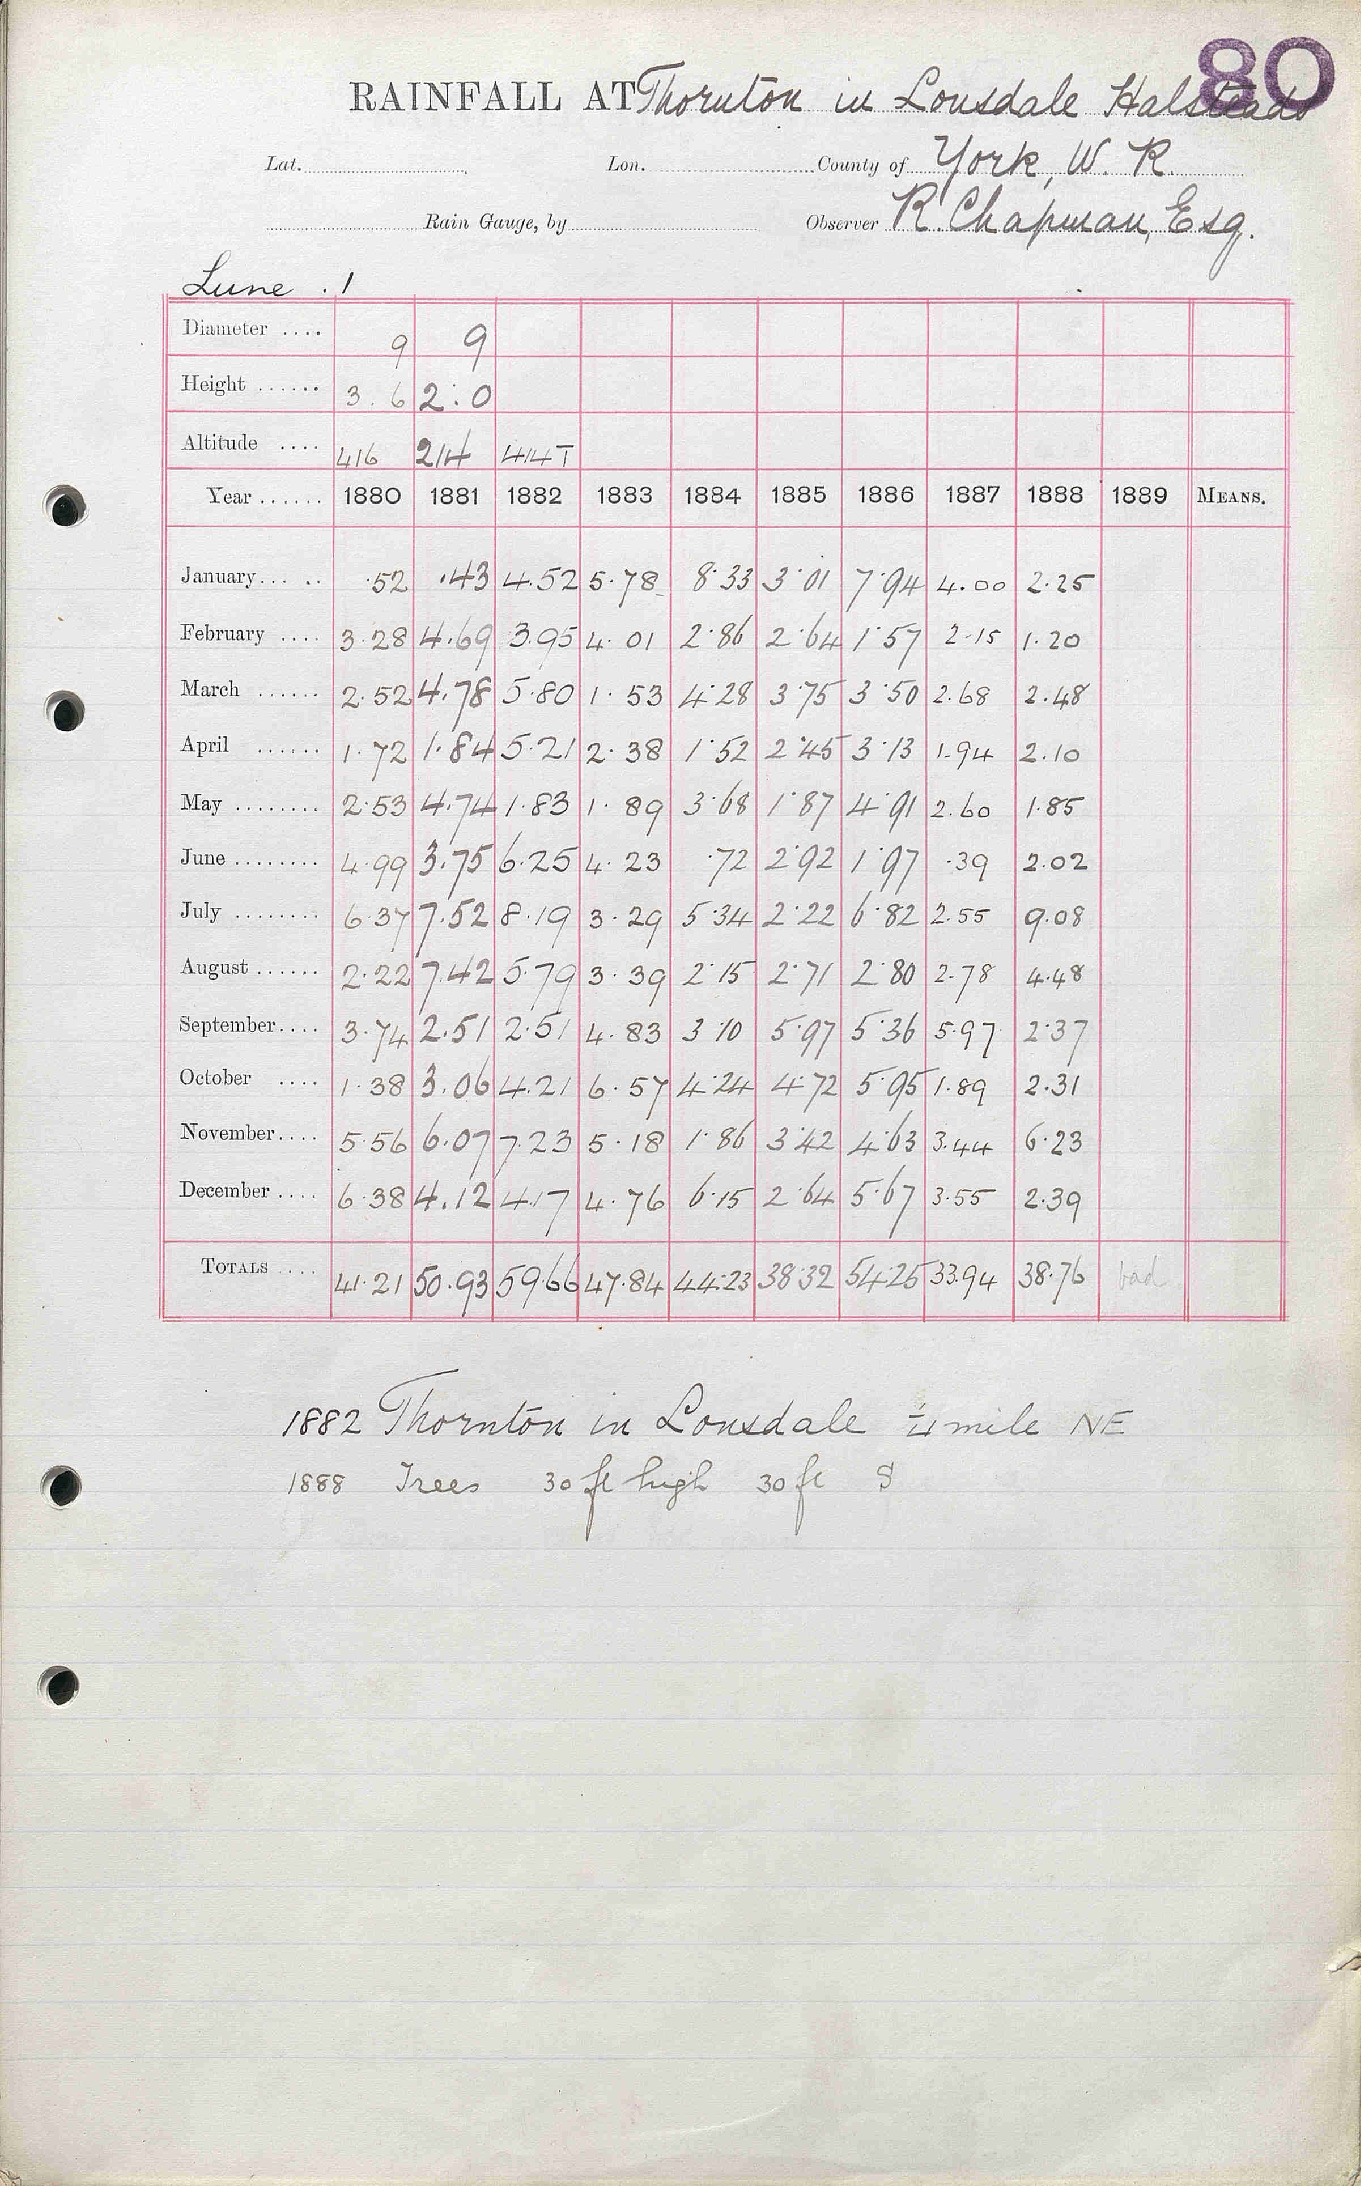 80
RAINFALL AT Thornton in Lonsdale Halsteads
Lat. Lon. County of York, W. R.
Rain Gauge, by Observer R. Chapman, Esq.
Lune . 1
Diameter .... 9 9
Height ...... 3.6 2:0
Altitude .... 416 214 414T
Year ...... 1880 1881 1882 1883 1884 1885 1886 1887 1888 1889 MEANS.
January... .. .52 .43 4.52 5.78 8.33 3.01 7.94 4.00 2.25
February .... 3.28 4.69 3.95 4.01 2.86 2.64 1.57 2.15 1.20
March ...... 2.52 4.78 5.80 1.53 4.28 3.75 3.50 2.68 2.48
April ...... 1.72 1.84 5.21 2.38 1.52 2.45 3.13 1.94 2.10
May ........ 2.53 4.74 1.83 1.89 3.68 1.87 4.91 2.60 1.85
June ........ 4.99 3.75 6.25 4.23 .72 2.92 1.97 .39 2.02
July ........ 6.37 7.52 8.19 3.29 5.34 2.22 6.82 2.55 9.08
August ...... 2.22 7.42 5.79 3.39 2.15 2.71 2.80 2.78 4.48
September.... 3.74 2.51 2.51 4.83 3.10 5.97 5.36 5.97 2.37
October .... 1.38 3.06 4.21 6.57 4.24 4.72 5.95 1.89 2.31
November.... 5.56 6.07 7.23 5.18 1.86 3.42 4.63 3.44 6.23
December .... 6.38 4.12 4.17 4.76 6.15 2.64 5.67 3.55 2.39
TOTALS .... 41.21 50.93 59.66 47.84 44.23 38.32 54.25 33.94 38.76 bad
1882 Thornton in Lonsdale ¼ mile NE
1888 Trees 30 ft high 30 ft S